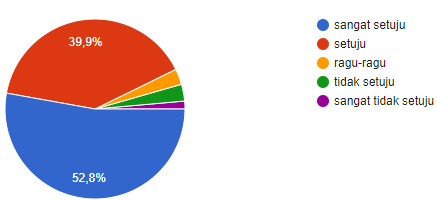 39,9%
52,8%
sangat setuju
setuju
ragu-ragu
tidak setuju
sangat tidak setuju